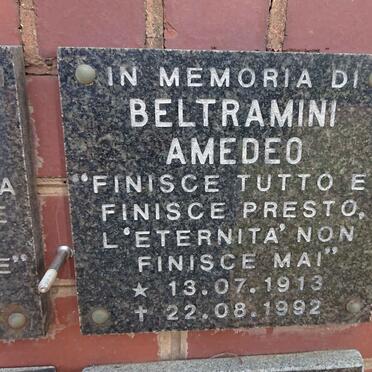 IN MEMORIA DI
BELTRAMINI
AMEDEO
"FINISCE TUTTO E
FINISCE PRESTO,
L'ETERNITA' NON
FINISCE MAI"
★ 13.07.1913
✝ 22.08.1992